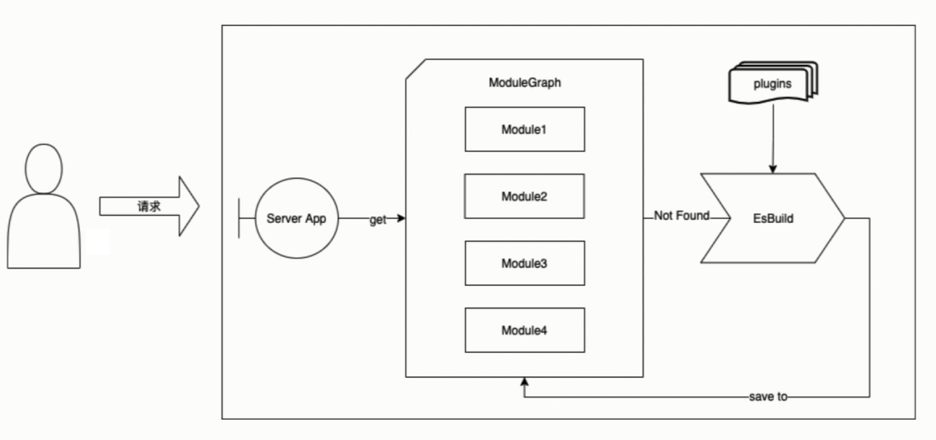 请求
Server App
get
ModuleGraph
Module1
Module2
Module3
Module4
Not Found
plugins
EsBuild
save to